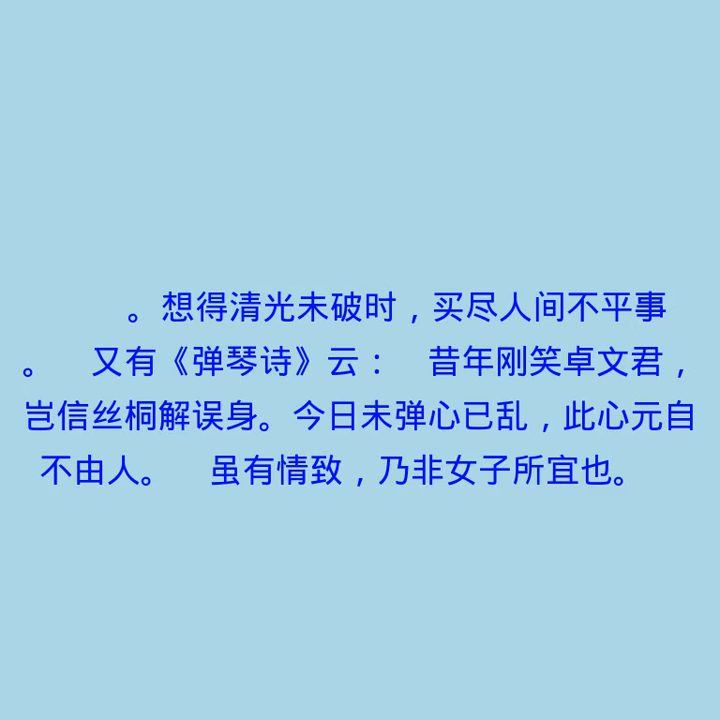 。想得清光未破时，买尽人间不平事
。 又有《弹琴诗》云： 昔年刚笑卓文君，
岂信丝桐解误身。今日未弹心已乱，此心元自
不由人。 虽有情致，乃非女子所宜也。